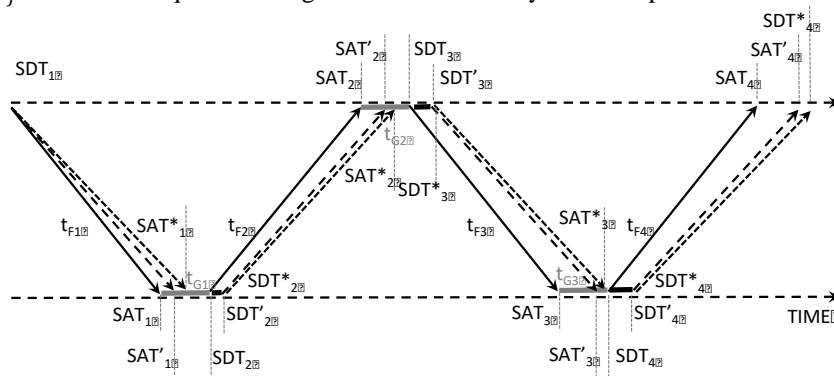 SDT*4
SAT'2 SDT3 SAT'4
SDT1 SAT2 SDT'3 SAT4
tG2
SAT*2 SDT*3
tF1 SAT*1 tF2 tF3 SAT*3 tF4
tG1 SDT*2 tG3 SDT*4
SAT1 SDT'2 SAT3 SDT'4 TIME
SAT'1 SDT2 SAT'3 SDT4